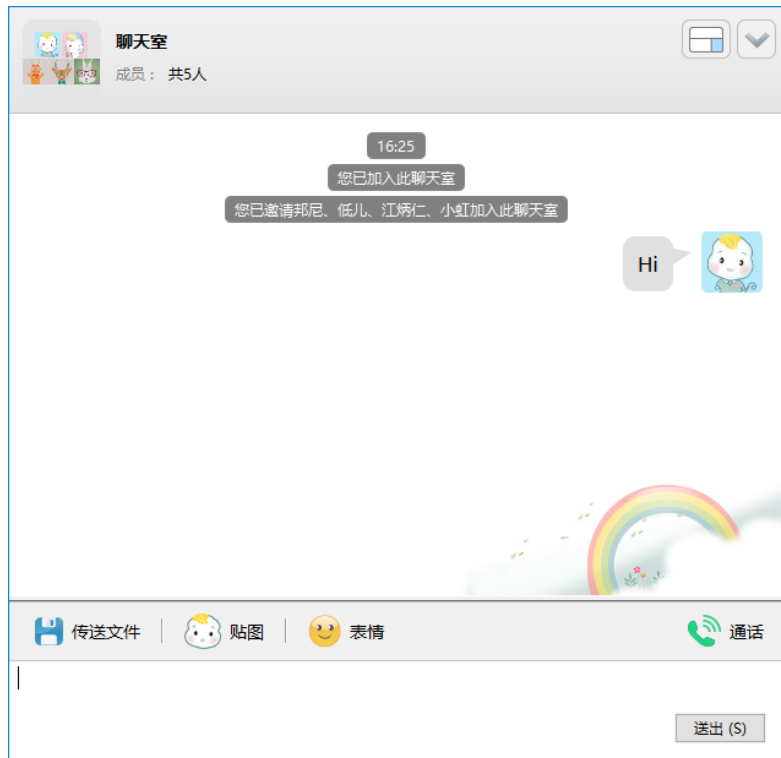 聊天室
成员： 共5人
16:25
您已加入此聊天室
您已邀请邦尼、低儿、江炳仁、小虹加入此聊天室
Hi
传送文件 贴图 表情 通话
送出 (S)